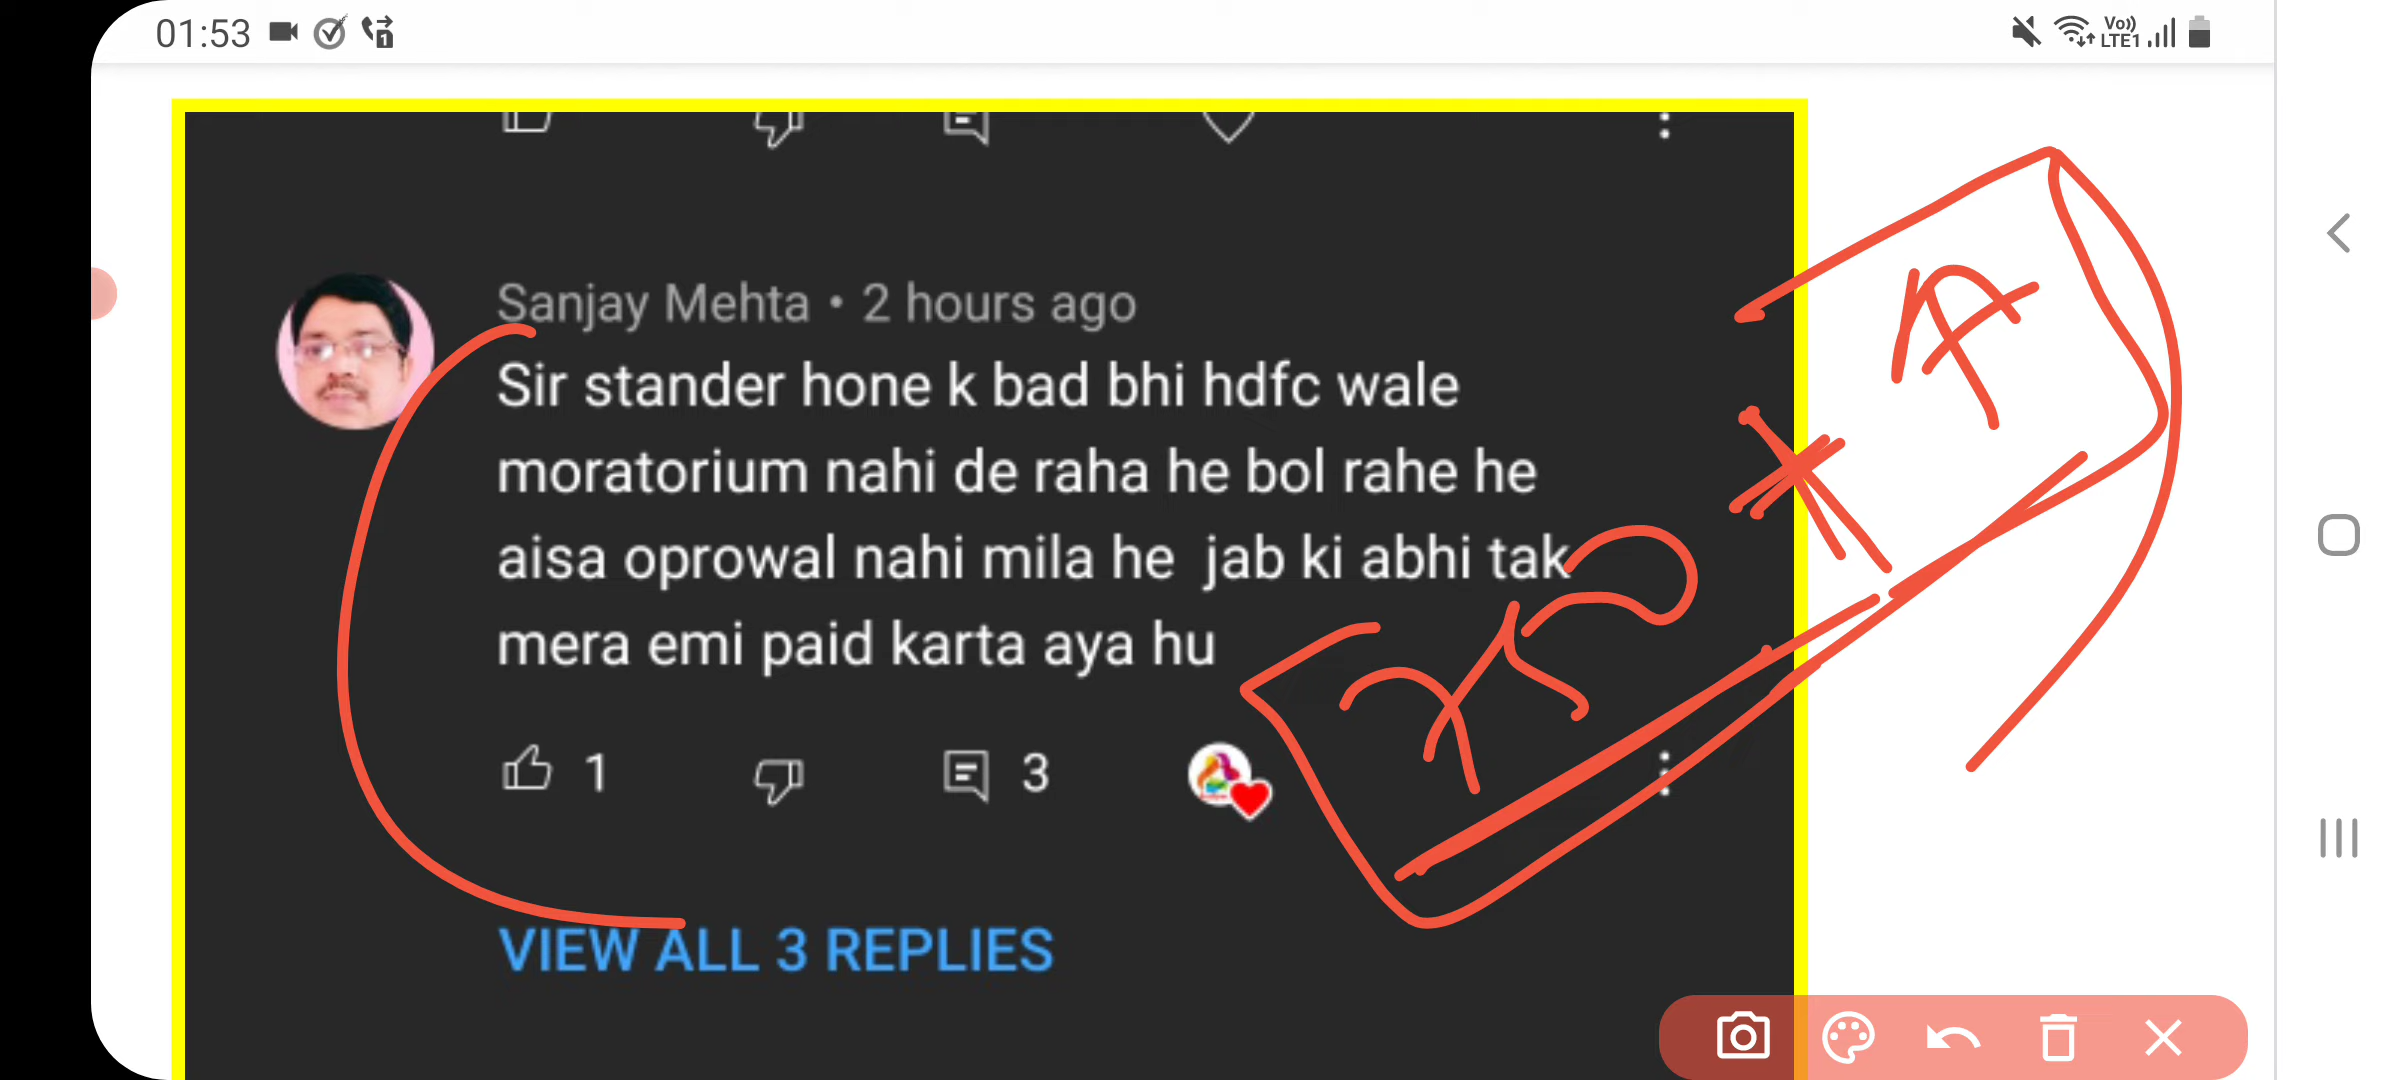 01:53
Vo)) LTE1
Sanjay Mehta • 2 hours ago
Sir stander hone k bad bhi hdfc wale
moratorium nahi de raha he bol rahe he
aisa oprowal nahi mila he jab ki abhi tak
mera emi paid karta aya hu
1 3
VIEW ALL 3 REPLIES